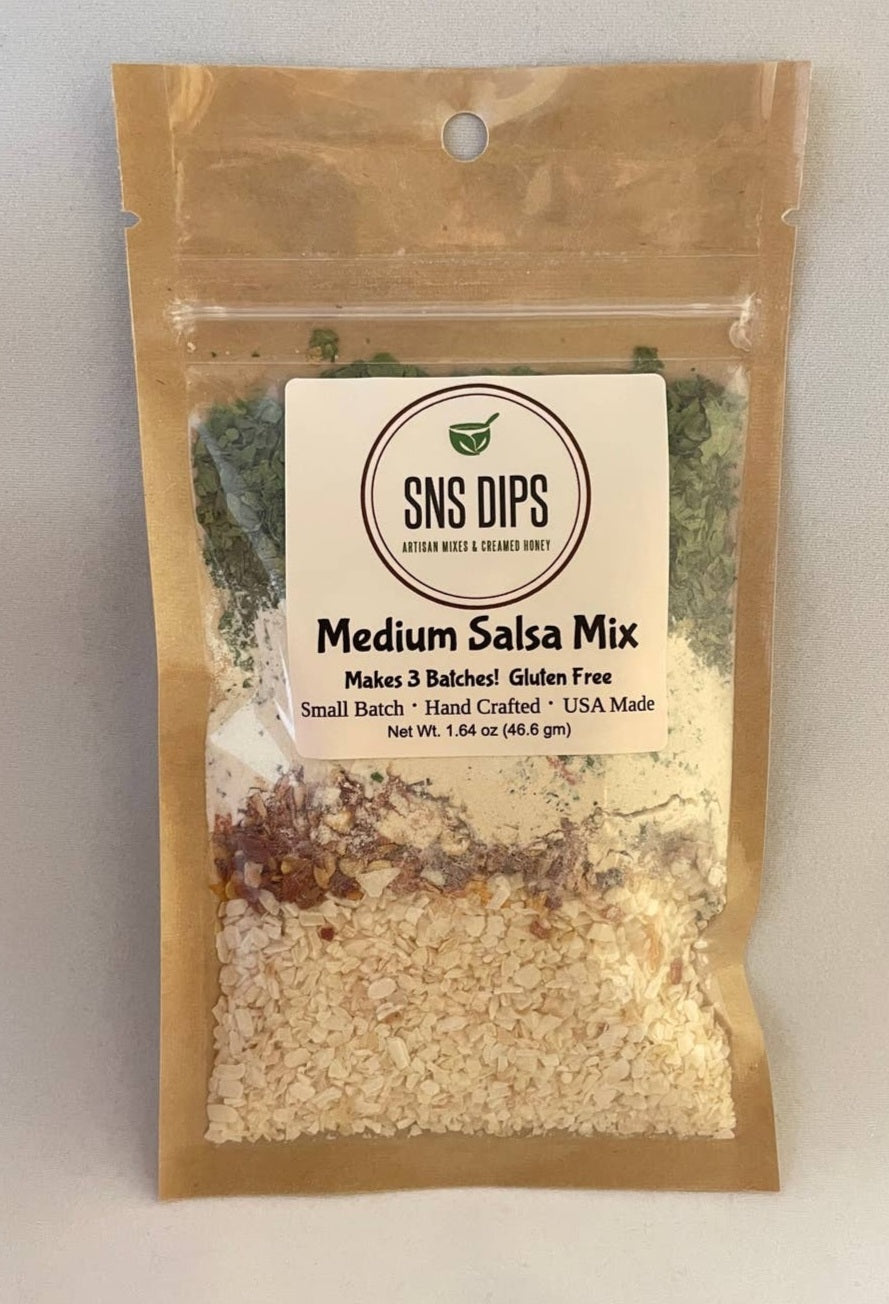 SNS DIPS
ARTISAN MIXES & CREAMED HONEY
Medium Salsa Mix
Makes 3 Batches! Gluten Free
Small Batch · Hand Crafted · USA Made
Net Wt. 1.64 oz (46.6 gm)